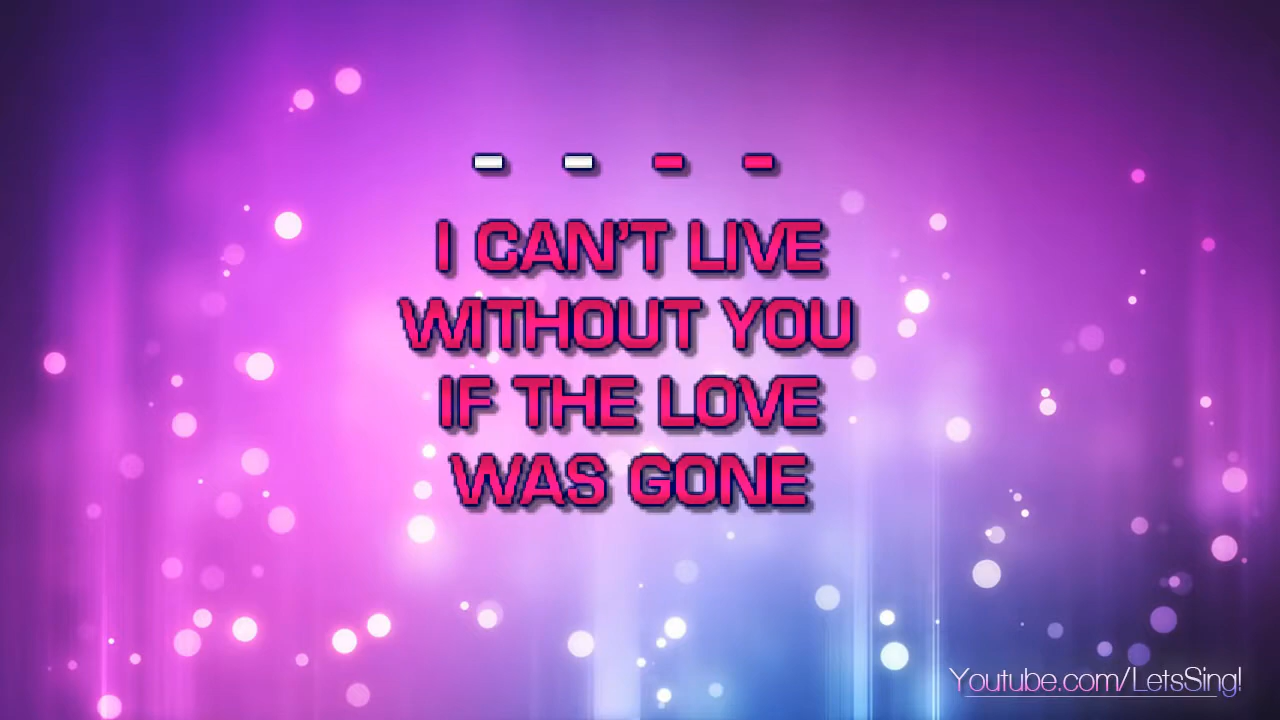 - - - -
I CAN'T LIVE
WITHOUT YOU
IF THE LOVE
WAS GONE
Youtube.com/LetsSing!